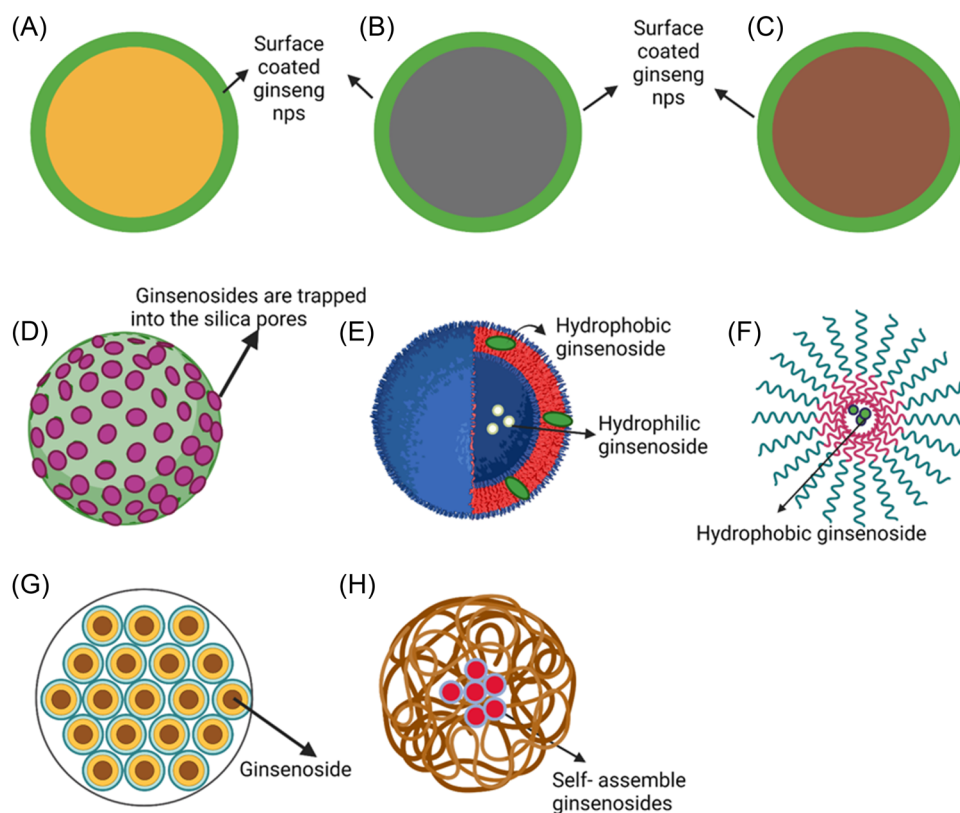 (A)
Surface
coated
ginseng
nps
(B)
Surface
coated
ginseng
nps
(C)
(D)
Ginsenosides are trapped
into the silica pores
(E)
Hydrophobic
ginsenoside
Hydrophilic
ginsenoside
(F)
Hydrophobic ginsenoside
(G)
Ginsenoside
(H)
Self- assemble
ginsenosides